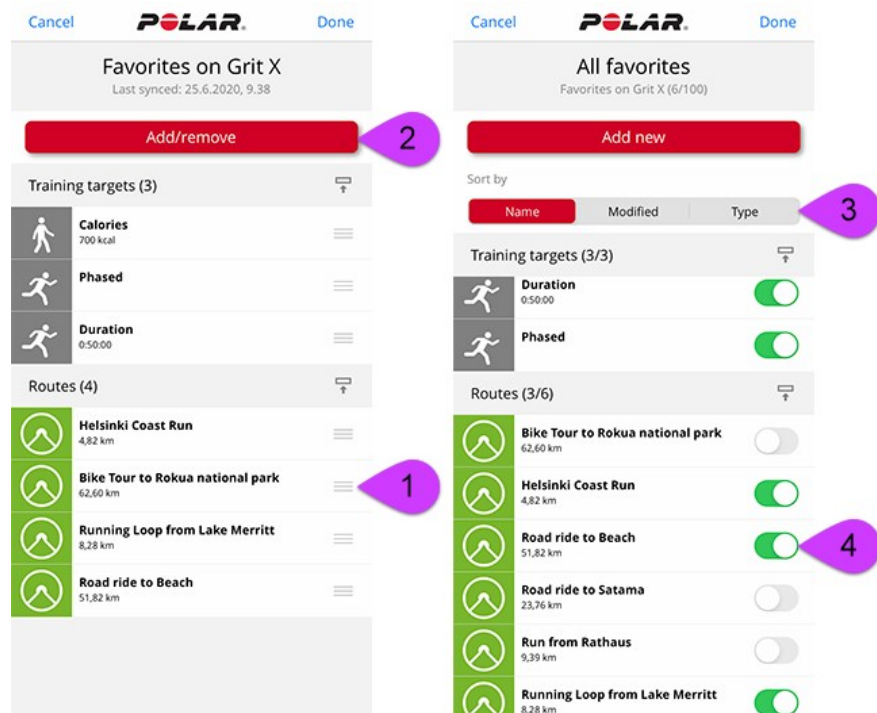 Cancel
POLAR.
Done
Favorites on Grit X
Last synced: 25.6.2020, 9.38
Add/remove
2
Training targets (3)
Calories
700 kcal
Phased
Duration
0:50:00
Routes (4)
Helsinki Coast Run
4,82 km
Bike Tour to Rokua national park
62,60 km
1
Running Loop from Lake Merritt
8,28 km
Road ride to Beach
51,82 km
Cancel
POLAR.
Done
All favorites
Favorites on Grit X (6/100)
Add new
Sort by
Name Modified Type
3
Training targets (3/3)
Duration
0:50:00
Phased
Routes (3/6)
Bike Tour to Rokua national park
62,60 km
Helsinki Coast Run
4,82 km
Road ride to Beach
51,82 km
4
Road ride to Satama
23,76 km
Run from Rathaus
9,39 km
Running Loop from Lake Merritt
8,28 km